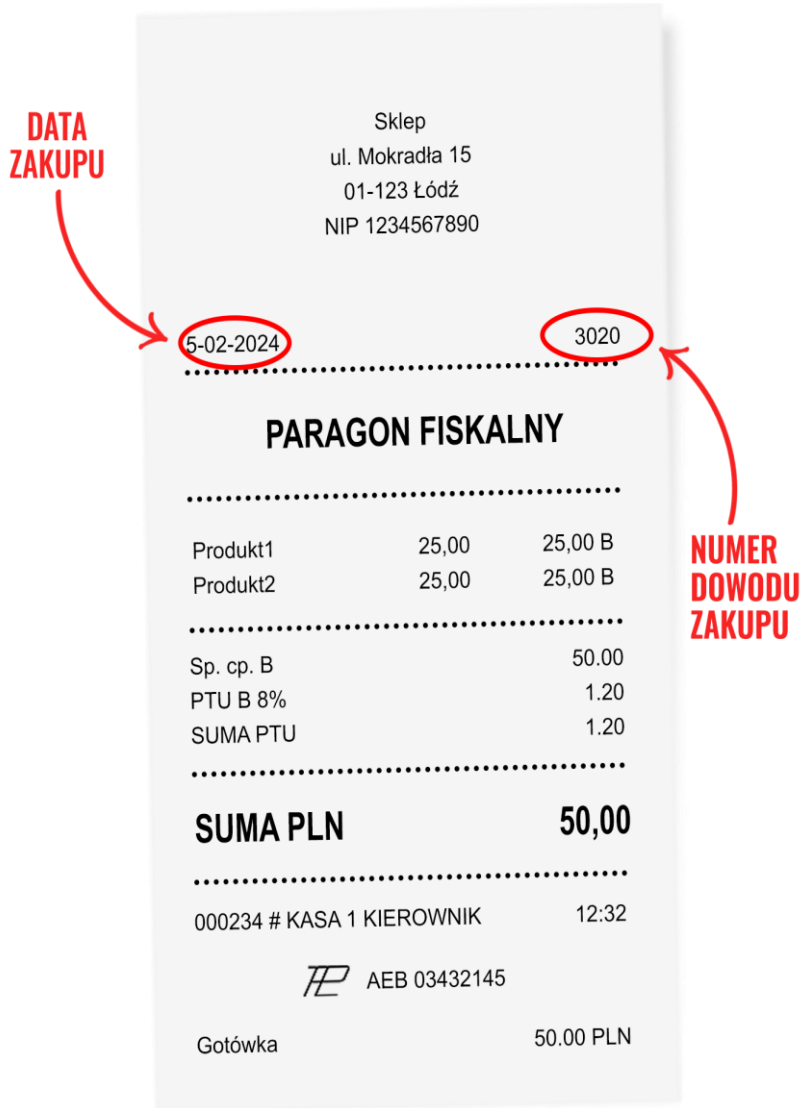 Sklep
ul. Mokradła 15
01-123 Łódź
NIP 1234567890
DATA
ZAKUPU
5-02-2024 3020
PARAGON FISKALNY
Produkt1 25,00 25,00 B
Produkt2 25,00 25,00 B
NUMER
DOWODU
ZAKUPU
Sp. cp. B 50.00
PTU B 8% 1.20
SUMA PTU 1.20
SUMA PLN 50,00
000234 # KASA 1 KIEROWNIK 12:32
AEB 03432145
Gotówka 50.00 PLN